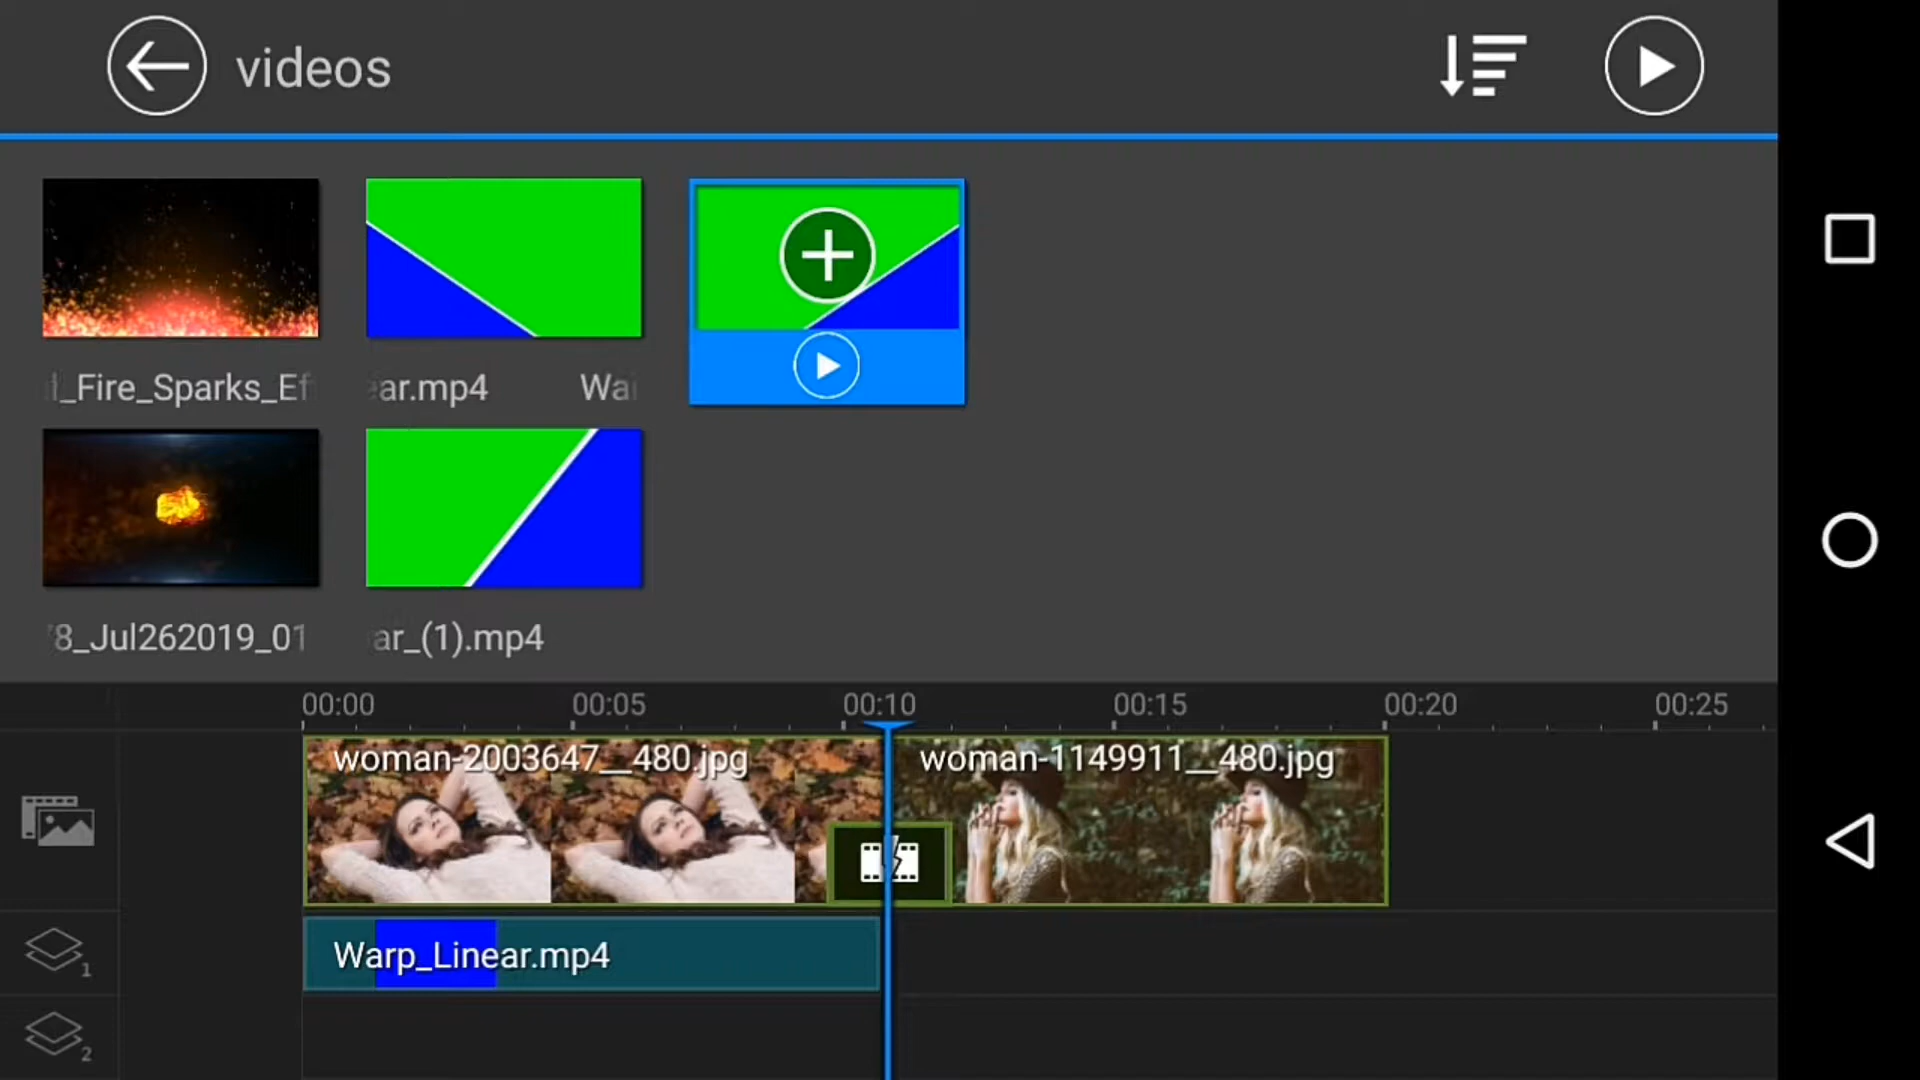 videos
_Fire_Sparks_Ef
ar.mp4 Wa
8_Jul262019_01
ar_(1).mp4
00:00 00:05 00:10 00:15 00:20 00:25
woman-2003647__480.jpg
woman-1149911__480.jpg
Warp_Linear.mp4
1
2